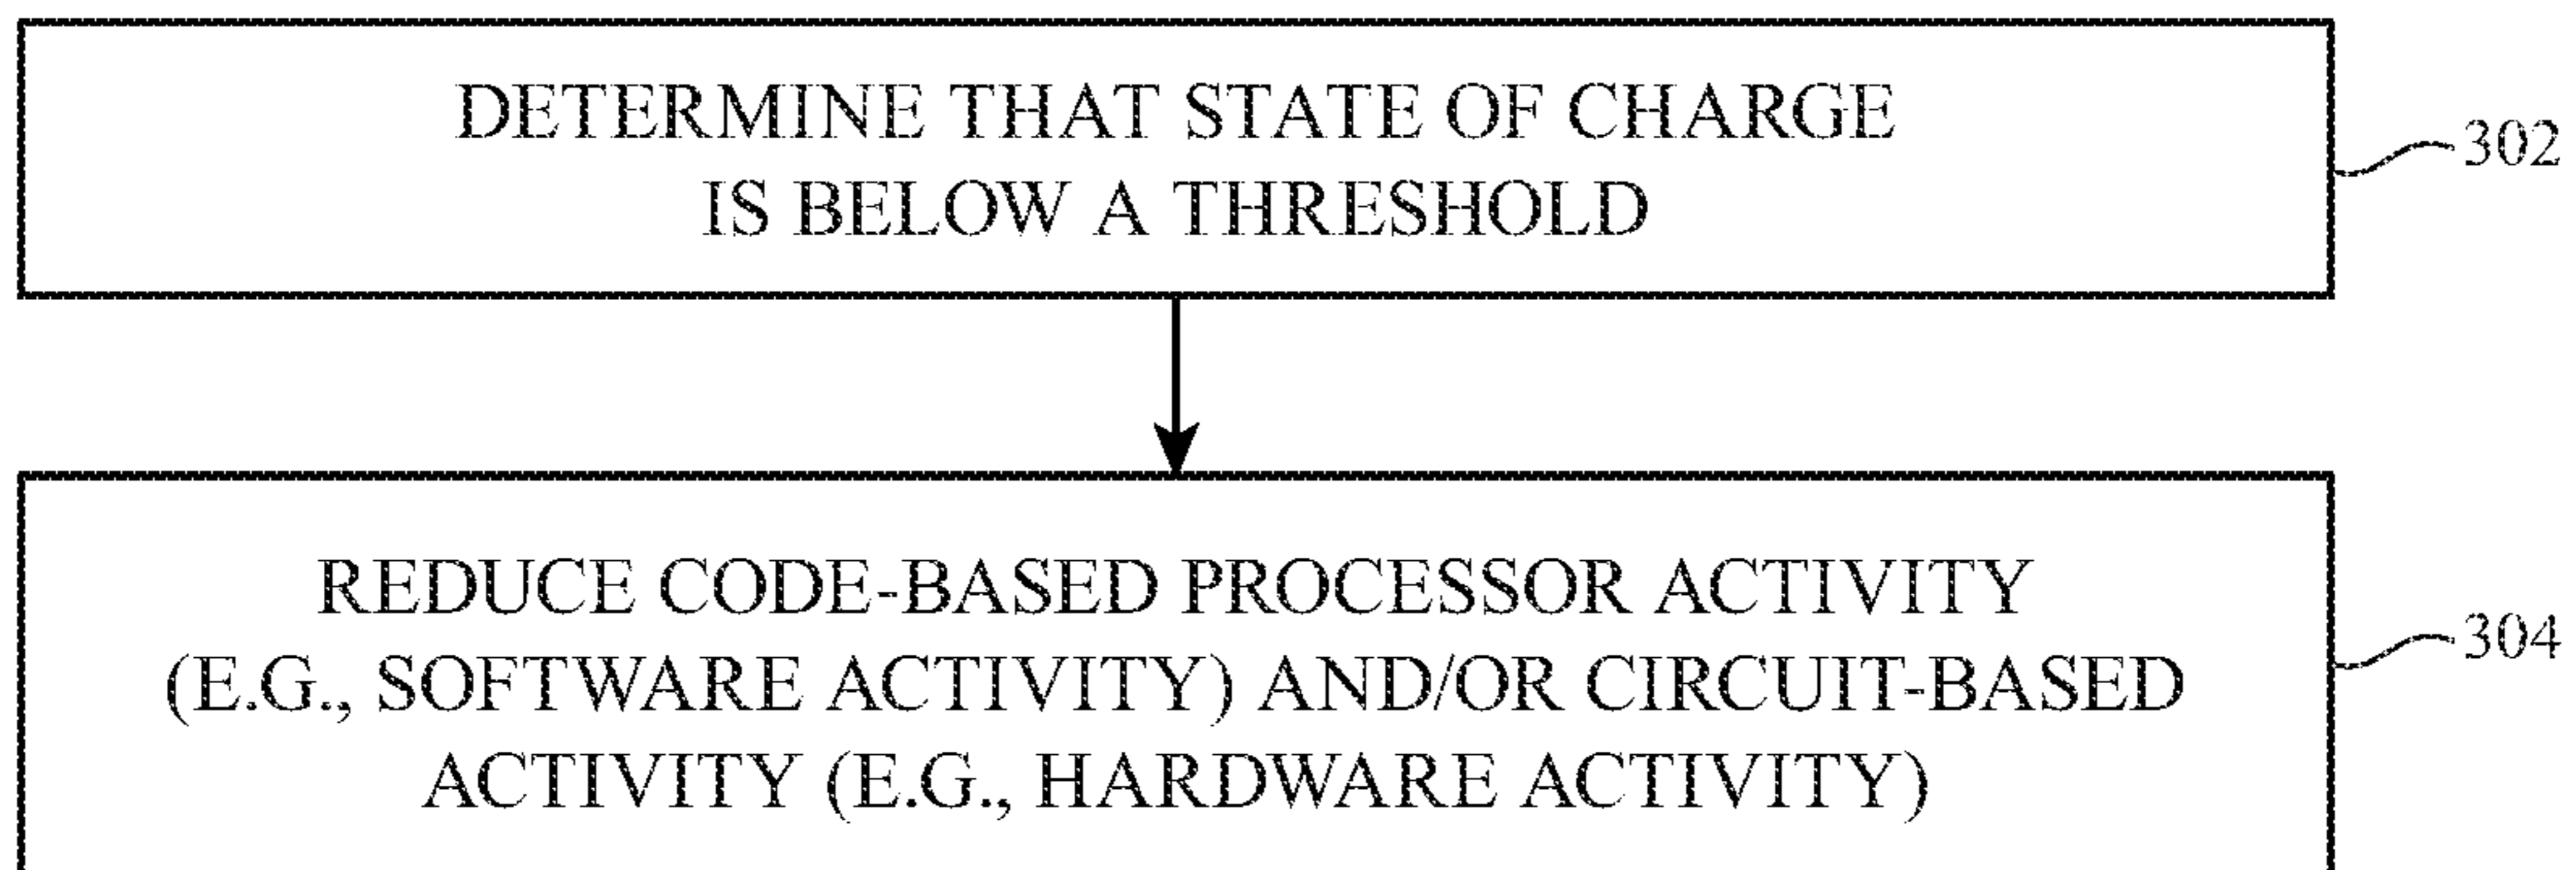 DETERMINE THAT STATE OF CHARGE
IS BELOW A THRESHOLD
302
REDUCE CODE-BASED PROCESSOR ACTIVITY
(E.G., SOFTWARE ACTIVITY) AND/OR CIRCUIT-BASED
ACTIVITY (E.G., HARDWARE ACTIVITY)
304